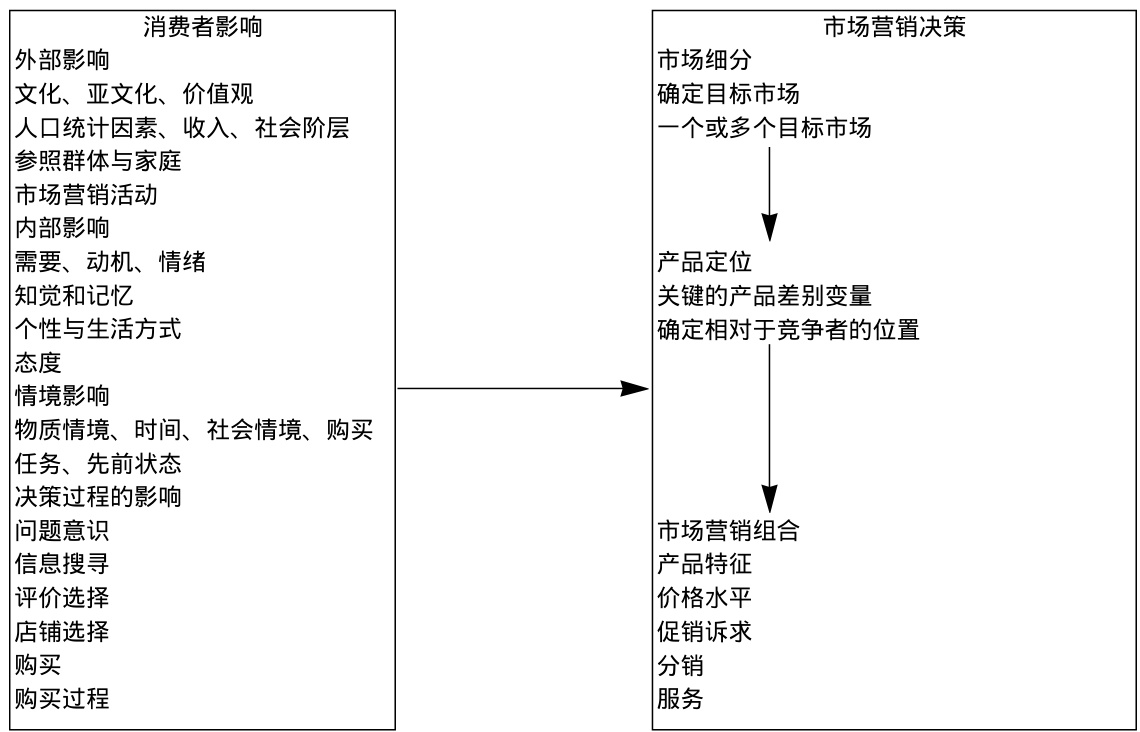 消费者影响
外部影响
文化、亚文化、价值观
人口统计因素、收入、社会阶层
参照群体与家庭
市场营销活动
内部影响
需要、动机、情绪
知觉和记忆
个性与生活方式
态度
情境影响
物质情境、时间、社会情境、购买
任务、先前状态
决策过程的影响
问题意识
信息搜寻
评价选择
店铺选择
购买
购买过程
市场营销决策
市场细分
确定目标市场
一个或多个目标市场
产品定位
关键的产品差别变量
确定相对于竞争者的位置
市场营销组合
产品特征
价格水平
促销诉求
分销
服务